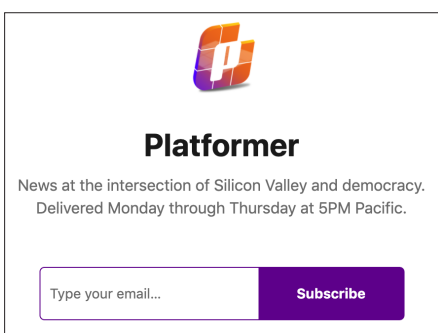 P
Platformer
News at the intersection of Silicon Valley and democracy.
Delivered Monday through Thursday at 5PM Pacific.
Type your email...
Subscribe